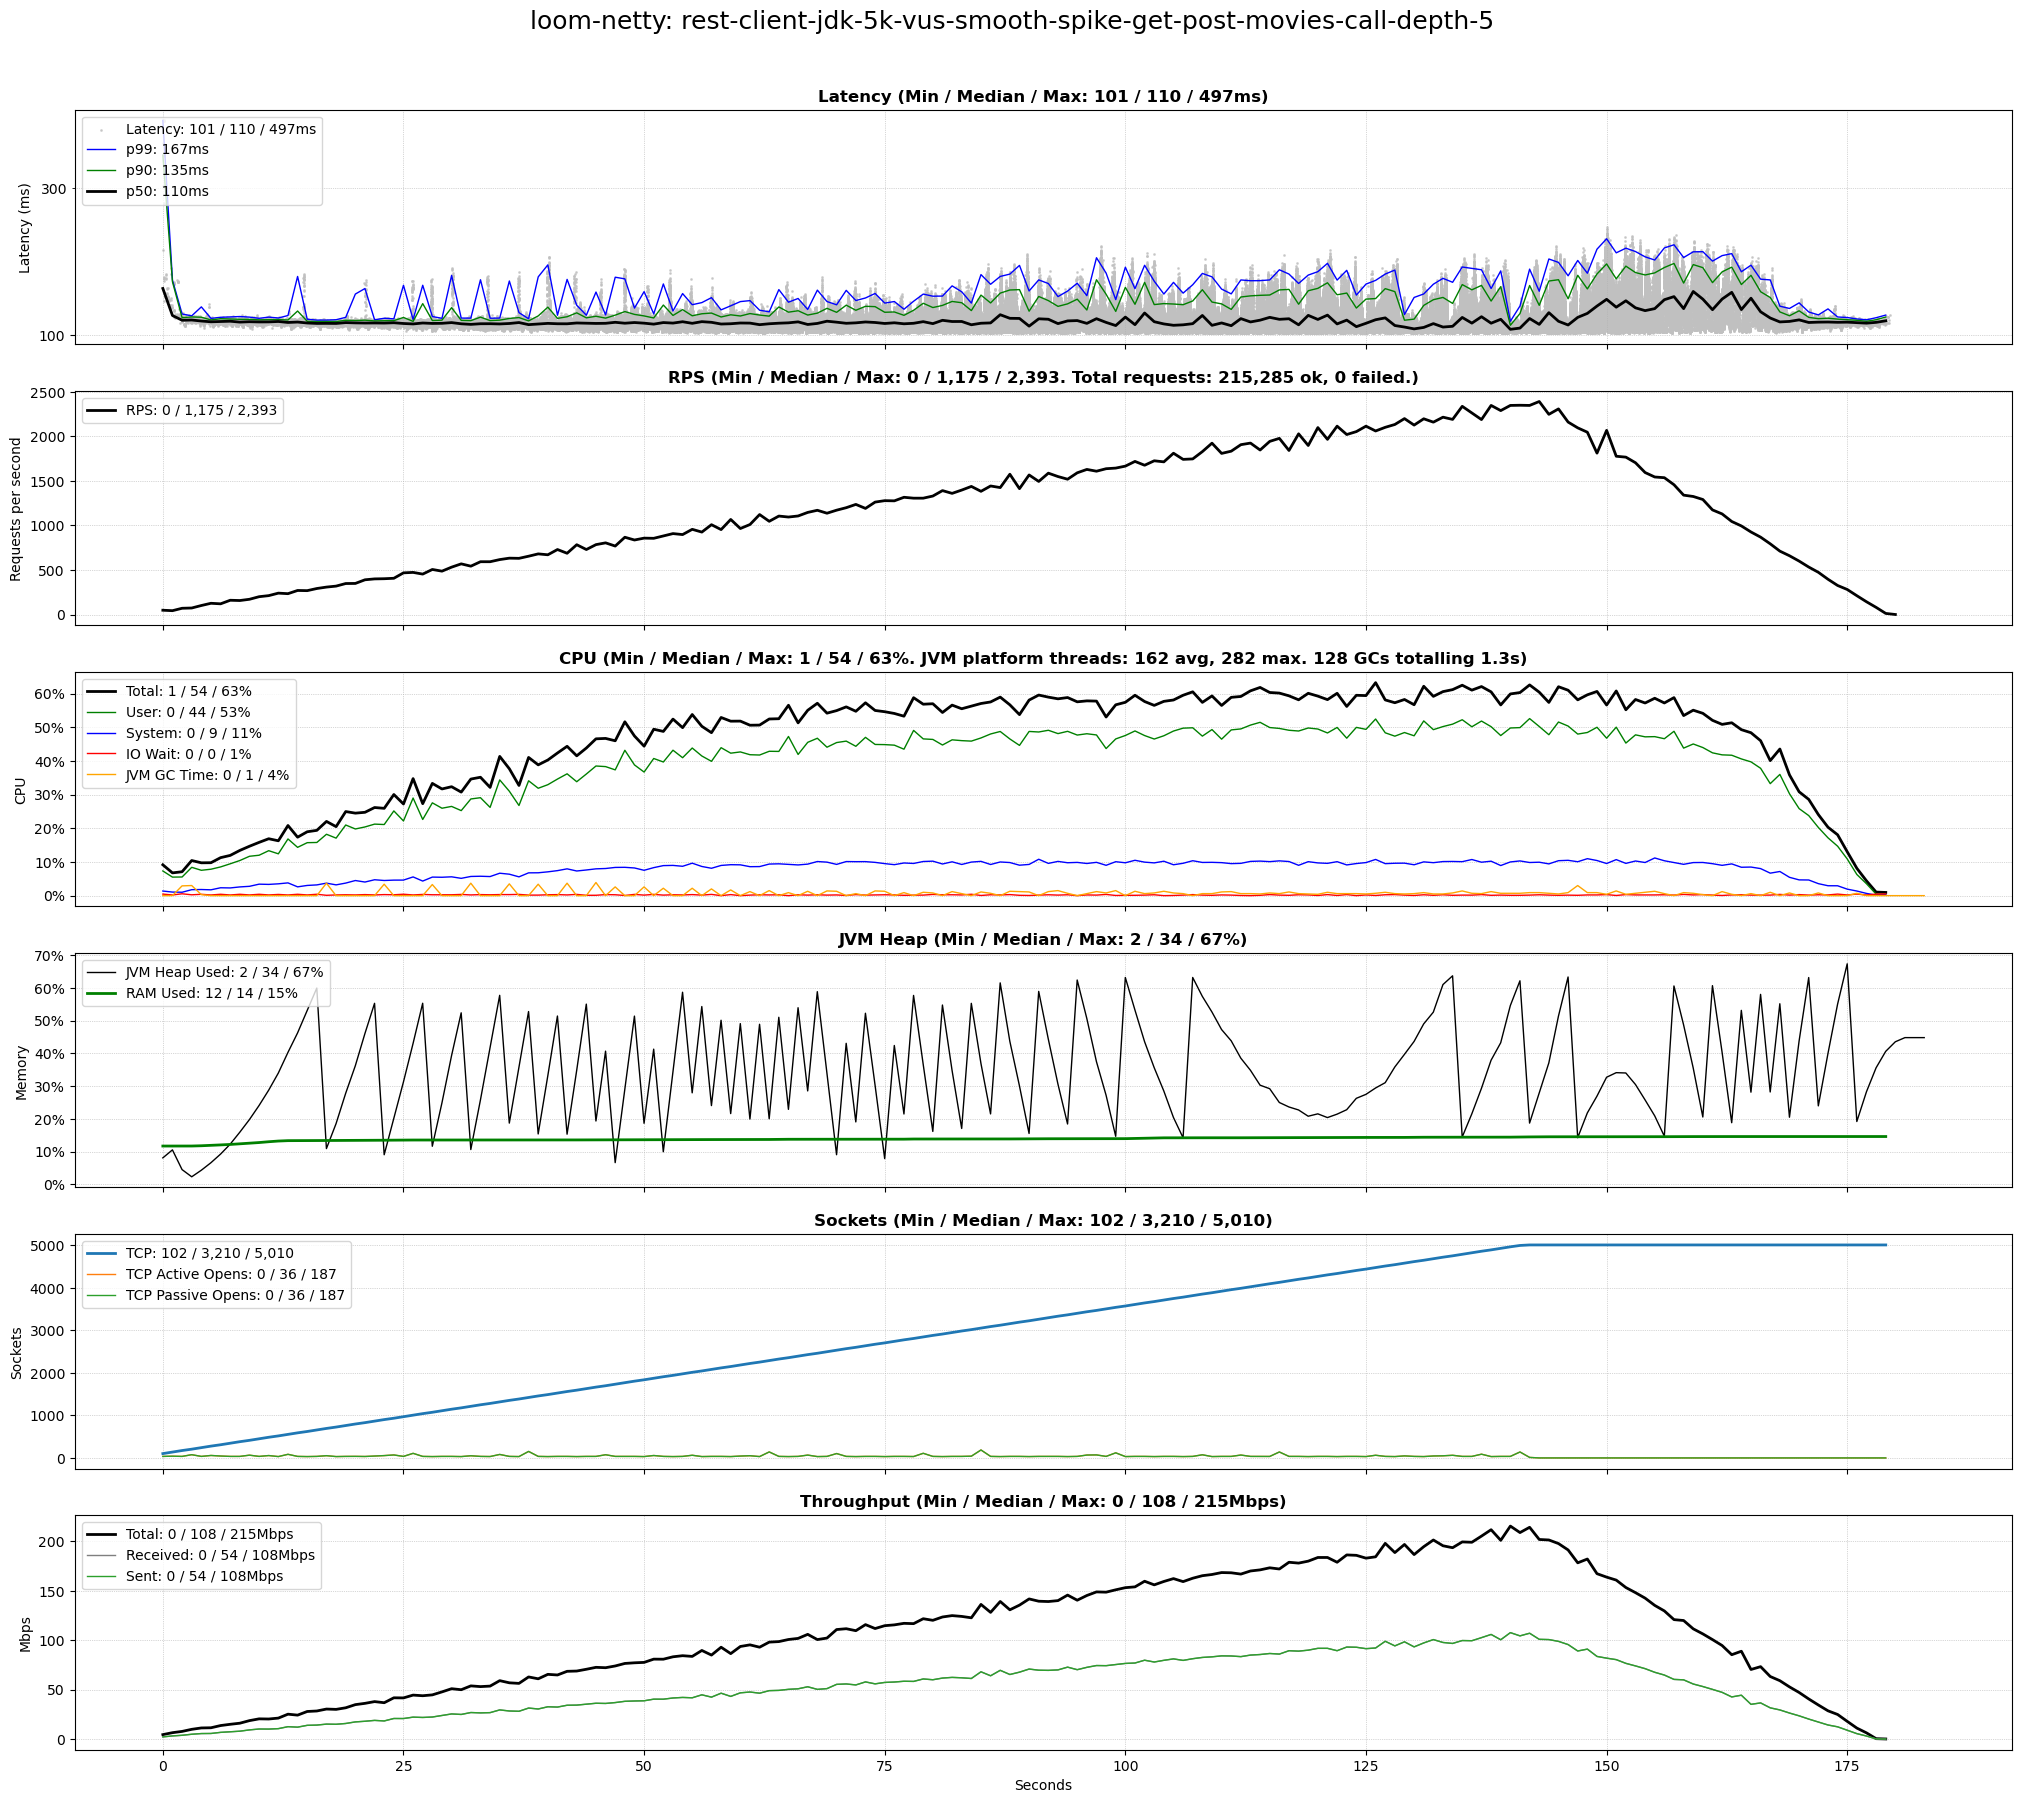 loom-netty: rest-client-jdk-5k-vus-smooth-spike-get-post-movies-call-depth-5
Latency (Min / Median / Max: 101 / 110 / 497ms)
Latency: 101 / 110 / 497ms
p99: 167ms
p90: 135ms
p50: 110ms
Latency (ms)
300
100
RPS (Min / Median / Max: 0 / 1,175 / 2,393. Total requests: 215,285 ok, 0 failed.)
RPS: 0 / 1,175 / 2,393
Requests per second
2500
2000
1500
1000
500
0
CPU (Min / Median / Max: 1 / 54 / 63%. JVM platform threads: 162 avg, 282 max. 128 GCs totalling 1.3s)
Total: 1 / 54 / 63%
User: 0 / 44 / 53%
System: 0 / 9 / 11%
IO Wait: 0 / 0 / 1%
JVM GC Time: 0 / 1 / 4%
CPU
60%
50%
40%
30%
20%
10%
0%
JVM Heap (Min / Median / Max: 2 / 34 / 67%)
JVM Heap Used: 2 / 34 / 67%
RAM Used: 12 / 14 / 15%
Memory
70%
60%
50%
40%
30%
20%
10%
0%
Sockets (Min / Median / Max: 102 / 3,210 / 5,010)
TCP: 102 / 3,210 / 5,010
TCP Active Opens: 0 / 36 / 187
TCP Passive Opens: 0 / 36 / 187
Sockets
5000
4000
3000
2000
1000
0
Throughput (Min / Median / Max: 0 / 108 / 215Mbps)
Total: 0 / 108 / 215Mbps
Received: 0 / 54 / 108Mbps
Sent: 0 / 54 / 108Mbps
Mbps
200
150
100
50
0
0 25 50 75 100 125 150 175
Seconds